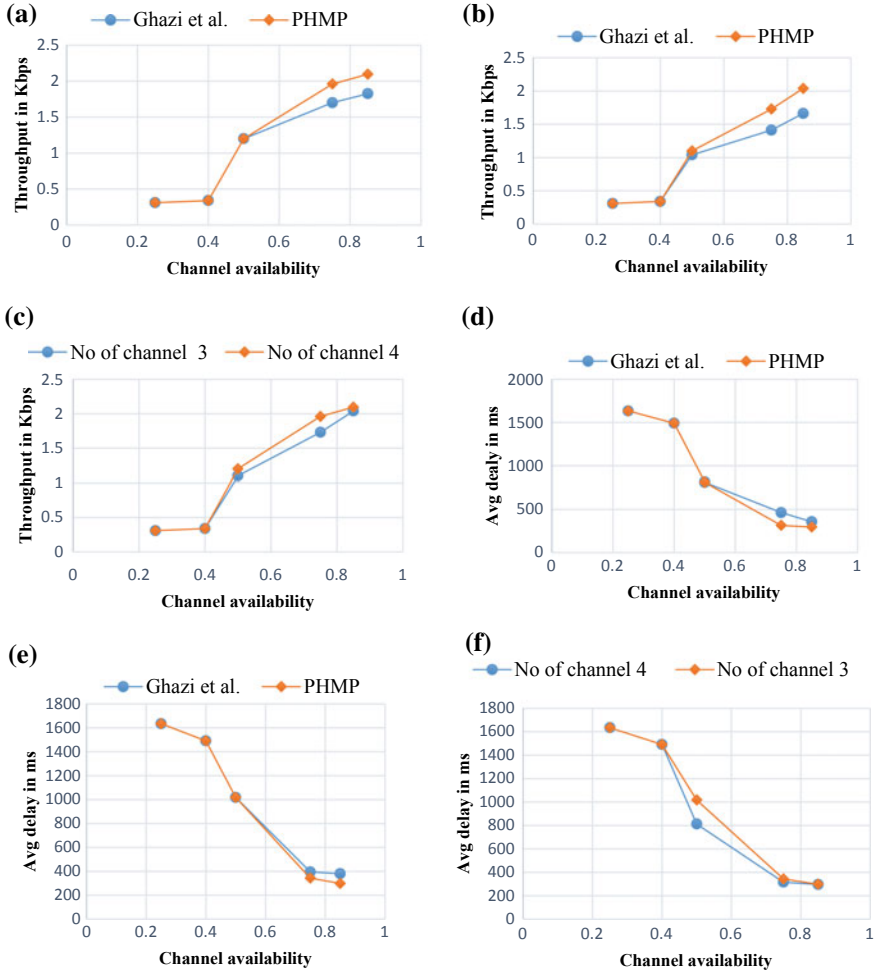 (a)
Ghazi et al. PHMP
Throughput in Kbps
2.5
2
1.5
1
0.5
0
0 0.2 0.4 0.6 0.8 1
Channel availability
(b)
Ghazi et al. PHMP
Throughput in Kbps
2.5
2
1.5
1
0.5
0
0 0.2 0.4 0.6 0.8 1
Channel availability
(c)
No of channel 3 No of channel 4
Throughput in Kbps
2.5
2
1.5
1
0.5
0
0 0.2 0.4 0.6 0.8 1
Channel availability
(d)
Ghazi et al. PHMP
Avg dealy in ms
2000
1500
1000
500
0
0 0.2 0.4 0.6 0.8 1
Channel availability
(e)
Ghazi et al. PHMP
Avg delay in ms
1800
1600
1400
1200
1000
800
600
400
200
0
0 0.2 0.4 0.6 0.8 1
Channel availability
(f)
No of channel 4 No of channel 3
Avg delay in ms
1800
1600
1400
1200
1000
800
600
400
200
0
0 0.2 0.4 0.6 0.8 1
Channel availability